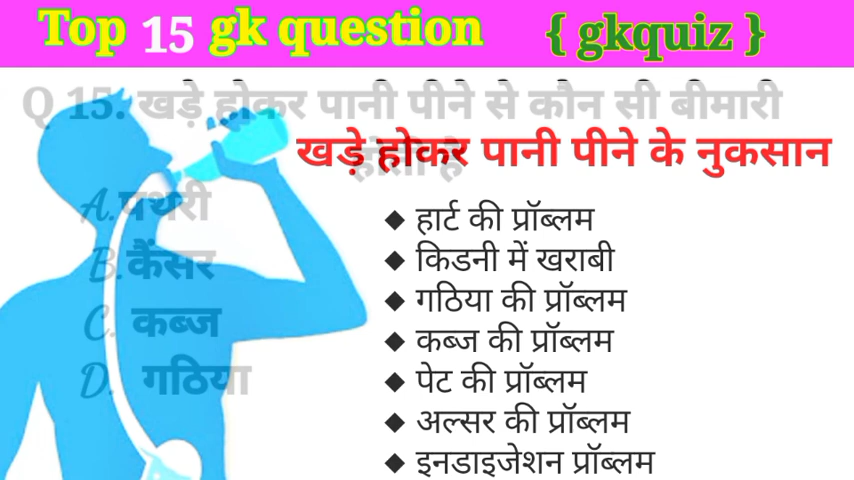 Top 15 gk question { gkquiz }
Q 15. खड़े होकर पानी पीने से कौन सी बीमारी
होती है
खड़े होकर पानी पीने के नुकसान
A.पथरी
B.कैंसर
C. कब्ज
D. गठिया
◆ हार्ट की प्रॉब्लम
◆ किडनी में खराबी
◆ गठिया की प्रॉब्लम
◆ कब्ज की प्रॉब्लम
◆ पेट की प्रॉब्लम
◆ अल्सर की प्रॉब्लम
◆ इनडाइजेशन प्रॉब्लम